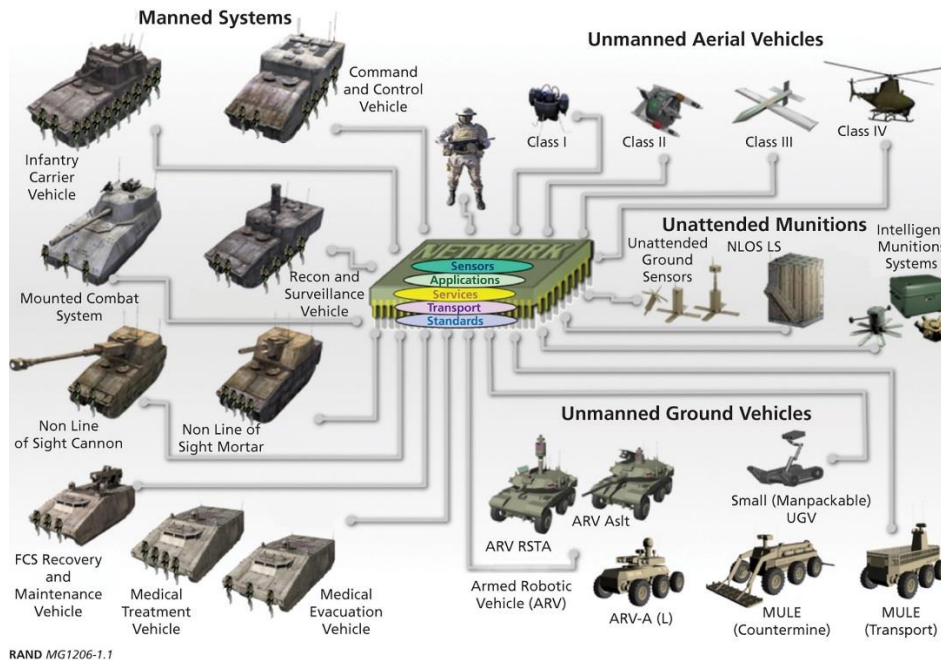 Manned Systems
Infantry
Carrier
Vehicle
Command
and Control
Vehicle
Mounted Combat
System
Recon and
Surveillance
Vehicle
Non Line
of Sight Cannon
Non Line of
Sight Mortar
FCS Recovery
and
Maintenance
Vehicle
Medical
Treatment
Vehicle
Medical
Evacuation
Vehicle
NETWORK
Sensors
Applications
Services
Transport
Standards
Unmanned Aerial Vehicles
Class I
Class II
Class III
Class IV
Unattended Munitions
Unattended
Ground
Sensors
NLOS LS
Intelligent
Munitions
Systems
Unmanned Ground Vehicles
ARV RSTA
ARV Aslt
Small (Manpackable)
UGV
Armed Robotic
Vehicle (ARV)
ARV-A (L)
MULE
(Countermine)
MULE
(Transport)
RAND MG1206-1.1